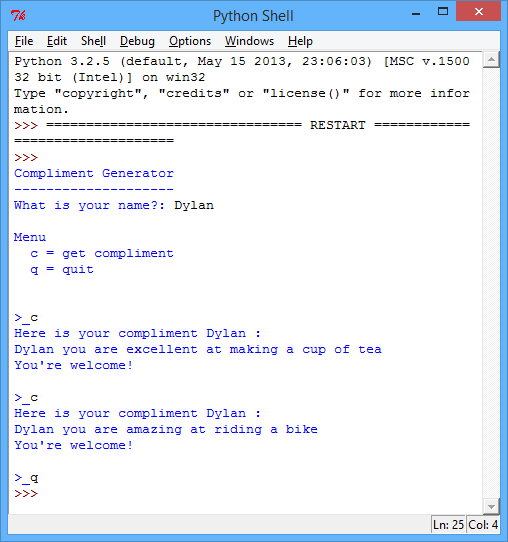 Python Shell
File Edit Shell Debug Options Windows Help
Python 3.2.5 (default, May 15 2013, 23:06:03) [MSC v.1500
32 bit (Intel)] on win32
Type "copyright", "credits" or "license()" for more infor
mation.
>>> ================================ RESTART ============
====================
>>>
Compliment Generator
--------------------
What is your name?: Dylan
Menu
  c = get compliment
  q = quit
>_c
Here is your compliment Dylan :
Dylan you are excellent at making a cup of tea
You're welcome!
>_c
Here is your compliment Dylan :
Dylan you are amazing at riding a bike
You're welcome!
>_q
>>>
Ln: 25 Col: 4